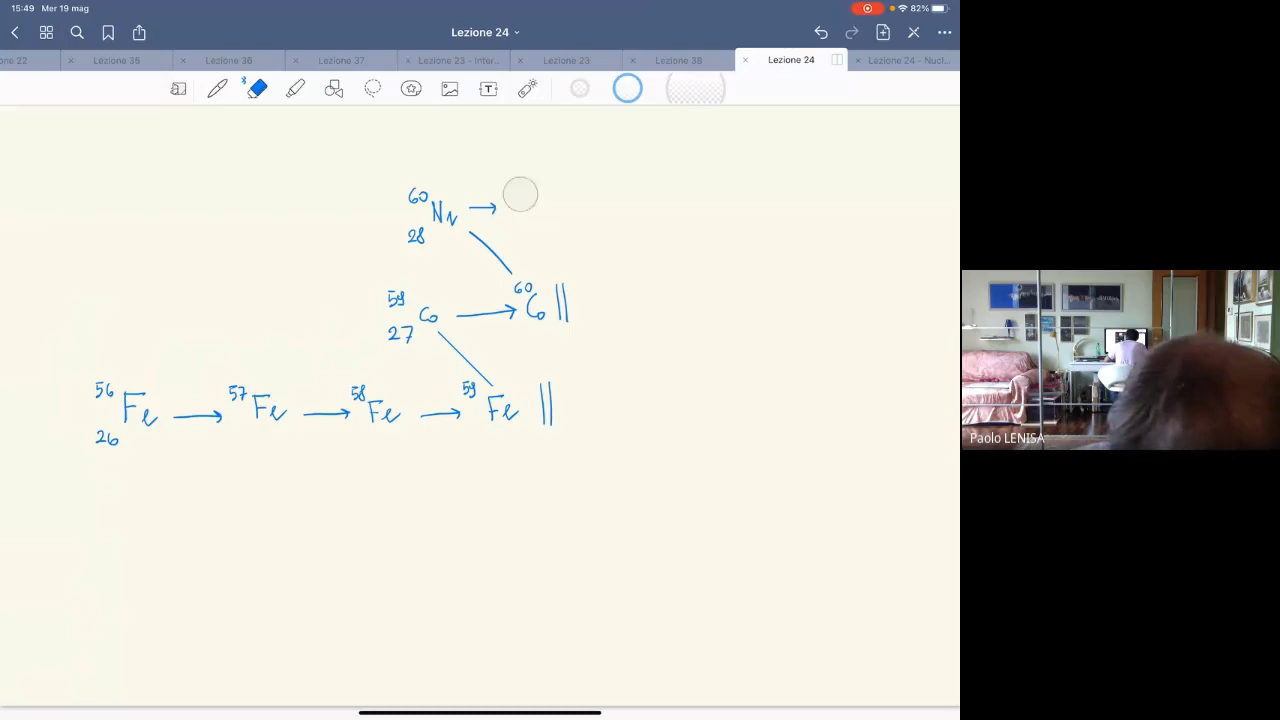 15:49 Mer 19 mag
82%
Lezione 24
one 22
Lezione 35
Lezione 36
Lezione 37
Lezione 23 - Inter...
Lezione 23
Lezione 38
Lezione 24
Lezione 24 - Nucl...
T
60 28 Ni →
59 27 Co → 60 Co ||
56 26 Fe → 57 Fe → 58 Fe → 59 Fe ||
Paolo LENISA